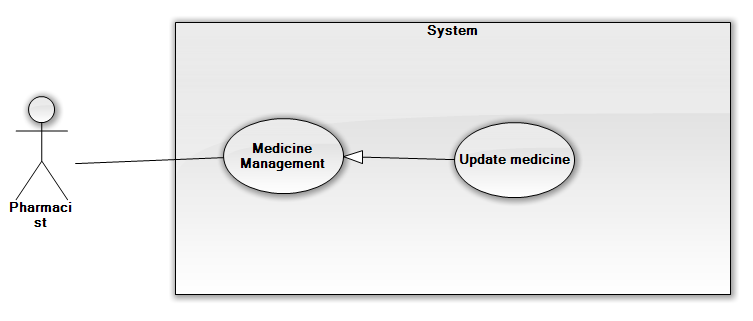 System
Medicine
Management
Update medicine
Pharmaci
st